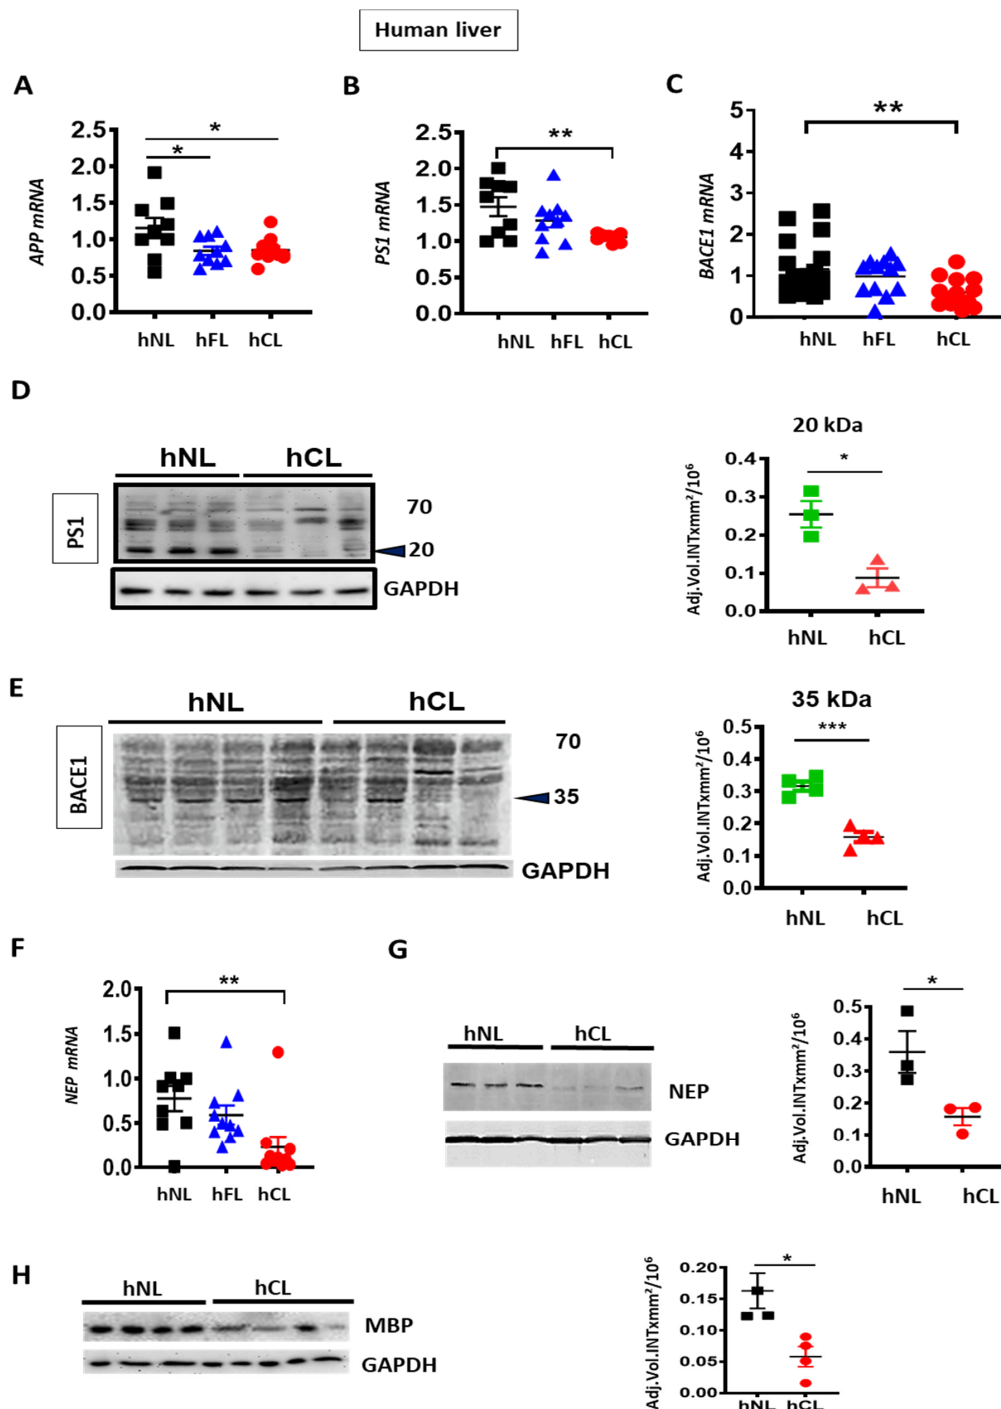 Human liver
A
APP mRNA
2.5
2.0
1.5
1.0
0.5
0.0
*
*
hNL hFL hCL
B
PS1 mRNA
2.5
2.0
1.5
1.0
0.5
0.0
**
hNL hFL hCL
C
BACE1 mRNA
5
4
3
2
1
0
**
hNL hFL hCL
D
hNL hCL
PS1
70
20
GAPDH
20 kDa
Adj.Vol.INTxmm²/10⁶
0.4
0.3
0.2
0.1
0.0
*
hNL hCL
E
hNL hCL
BACE1
70
35
GAPDH
35 kDa
Adj.Vol.INTxmm²/10⁶
0.5
0.4
0.3
0.2
0.1
0.0
***
hNL hCL
F
NEP mRNA
2.0
1.5
1.0
0.5
0.0
**
hNL hFL hCL
G
hNL hCL
NEP
GAPDH
Adj.Vol.INTxmm²/10⁶
0.5
0.4
0.3
0.2
0.1
0.0
*
hNL hCL
H
hNL hCL
MBP
GAPDH
Adj.Vol.INTxmm²/10⁶
0.20
0.15
0.10
0.05
0.00
*
hNL hCL